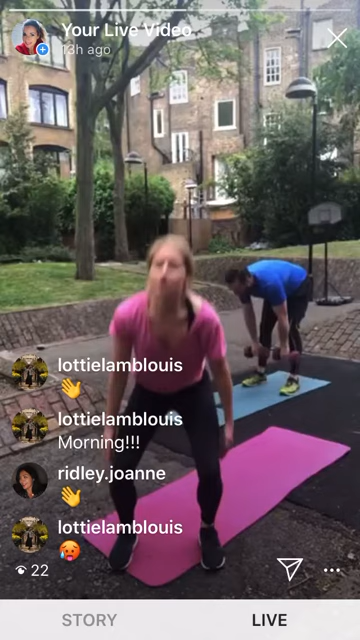 Your Live Video
13h ago
lottielamblouis
👋
lottielamblouis
Morning!!!
ridley.joanne
👋
lottielamblouis
🥵
22
STORY
LIVE